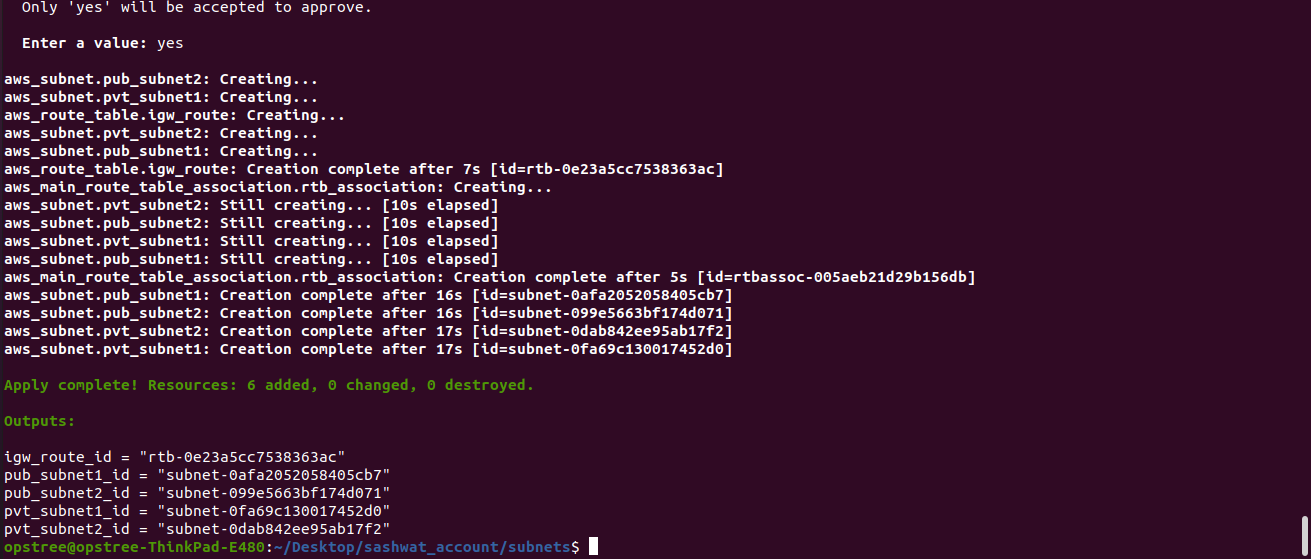 Only 'yes' will be accepted to approve.
Enter a value: yes
aws_subnet.pub_subnet2: Creating...
aws_subnet.pvt_subnet1: Creating...
aws_route_table.igw_route: Creating...
aws_subnet.pvt_subnet2: Creating...
aws_subnet.pub_subnet1: Creating...
aws_route_table.igw_route: Creation complete after 7s [id=rtb-0e23a5cc7538363ac]
aws_main_route_table_association.rtb_association: Creating...
aws_subnet.pvt_subnet2: Still creating... [10s elapsed]
aws_subnet.pub_subnet2: Still creating... [10s elapsed]
aws_subnet.pvt_subnet1: Still creating... [10s elapsed]
aws_subnet.pub_subnet1: Still creating... [10s elapsed]
aws_main_route_table_association.rtb_association: Creation complete after 5s [id=rtbassoc-005aeb21d29b156db]
aws_subnet.pub_subnet1: Creation complete after 16s [id=subnet-0afa2052058405cb7]
aws_subnet.pub_subnet2: Creation complete after 16s [id=subnet-099e5663bf174d071]
aws_subnet.pvt_subnet2: Creation complete after 17s [id=subnet-0dab842ee95ab17f2]
aws_subnet.pvt_subnet1: Creation complete after 17s [id=subnet-0fa69c130017452d0]
Apply complete! Resources: 6 added, 0 changed, 0 destroyed.
Outputs:
igw_route_id = "rtb-0e23a5cc7538363ac"
pub_subnet1_id = "subnet-0afa2052058405cb7"
pub_subnet2_id = "subnet-099e5663bf174d071"
pvt_subnet1_id = "subnet-0fa69c130017452d0"
pvt_subnet2_id = "subnet-0dab842ee95ab17f2"
opstree@opstree-ThinkPad-E480:~/Desktop/sashwat_account/subnets$